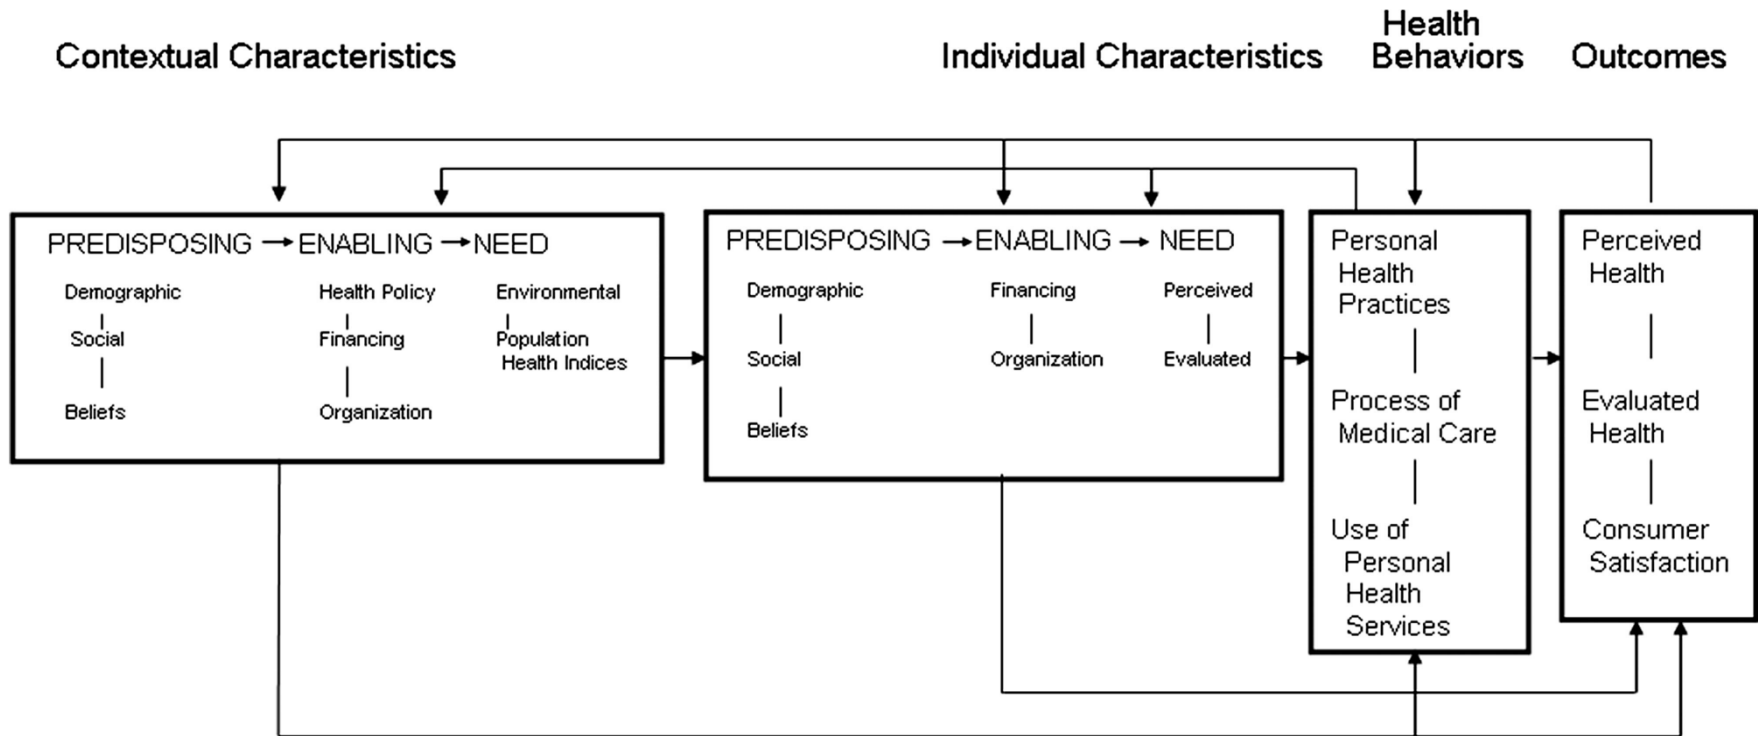 Contextual Characteristics
Individual Characteristics
Health
Behaviors
Outcomes
PREDISPOSING
ENABLING
NEED
Demographic
Social
Beliefs
Health Policy
Financing
Organization
Environmental
Population
Health Indices
PREDISPOSING
ENABLING
NEED
Demographic
Social
Beliefs
Financing
Organization
Perceived
Evaluated
Personal
Health
Practices
Process of
Medical Care
Use of
Personal
Health
Services
Perceived
Health
Evaluated
Health
Consumer
Satisfaction